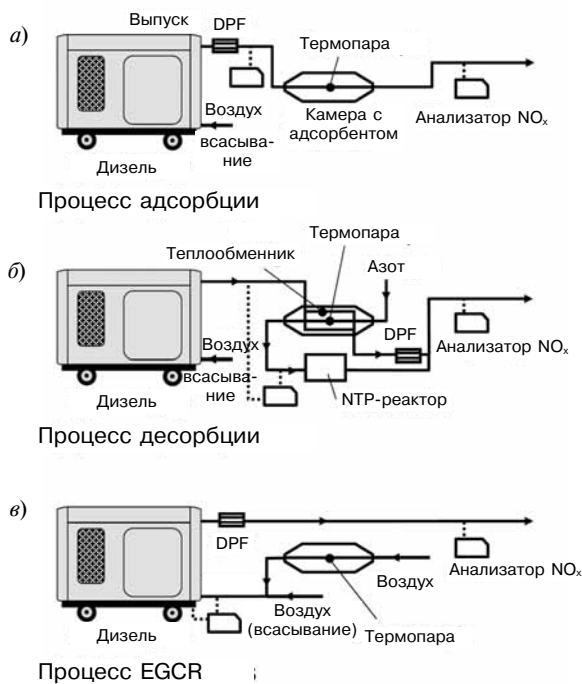 а)
Выпуск
DPF
Термопара
Воздух
всасыва-
ние
Камера с
адсорбентом
Анализатор NOₓ
Дизель
Процесс адсорбции
б)
Термопара
Теплообменник
Азот
Воздух
всасыва-
ние
DPF
Анализатор NOₓ
Дизель
NTP-реактор
Процесс десорбции
в)
DPF
Воздух
Анализатор NOₓ
Воздух
(всасывание)
Термопара
Дизель
Процесс EGCR